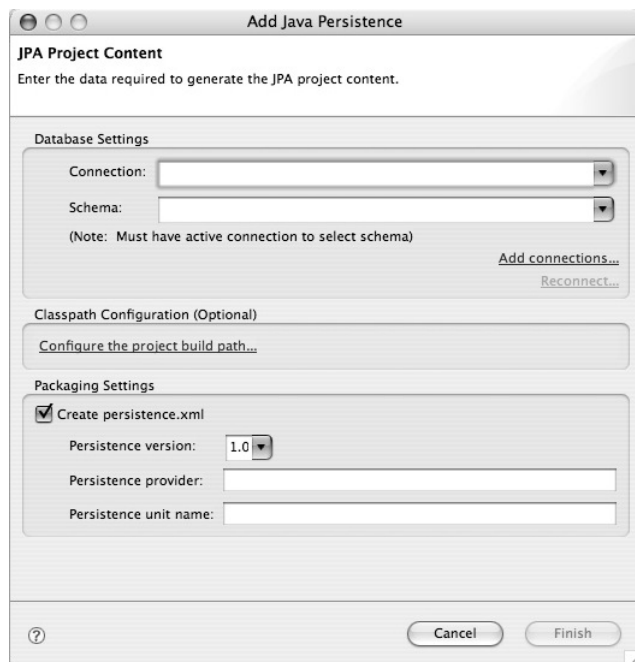 Add Java Persistence
JPA Project Content
Enter the data required to generate the JPA project content.
Database Settings
Connection:
Schema:
(Note: Must have active connection to select schema)
Add connections...
Reconnect...
Classpath Configuration (Optional)
Configure the project build path...
Packaging Settings
Create persistence.xml
Persistence version: 1.0
Persistence provider:
Persistence unit name:
? Cancel Finish